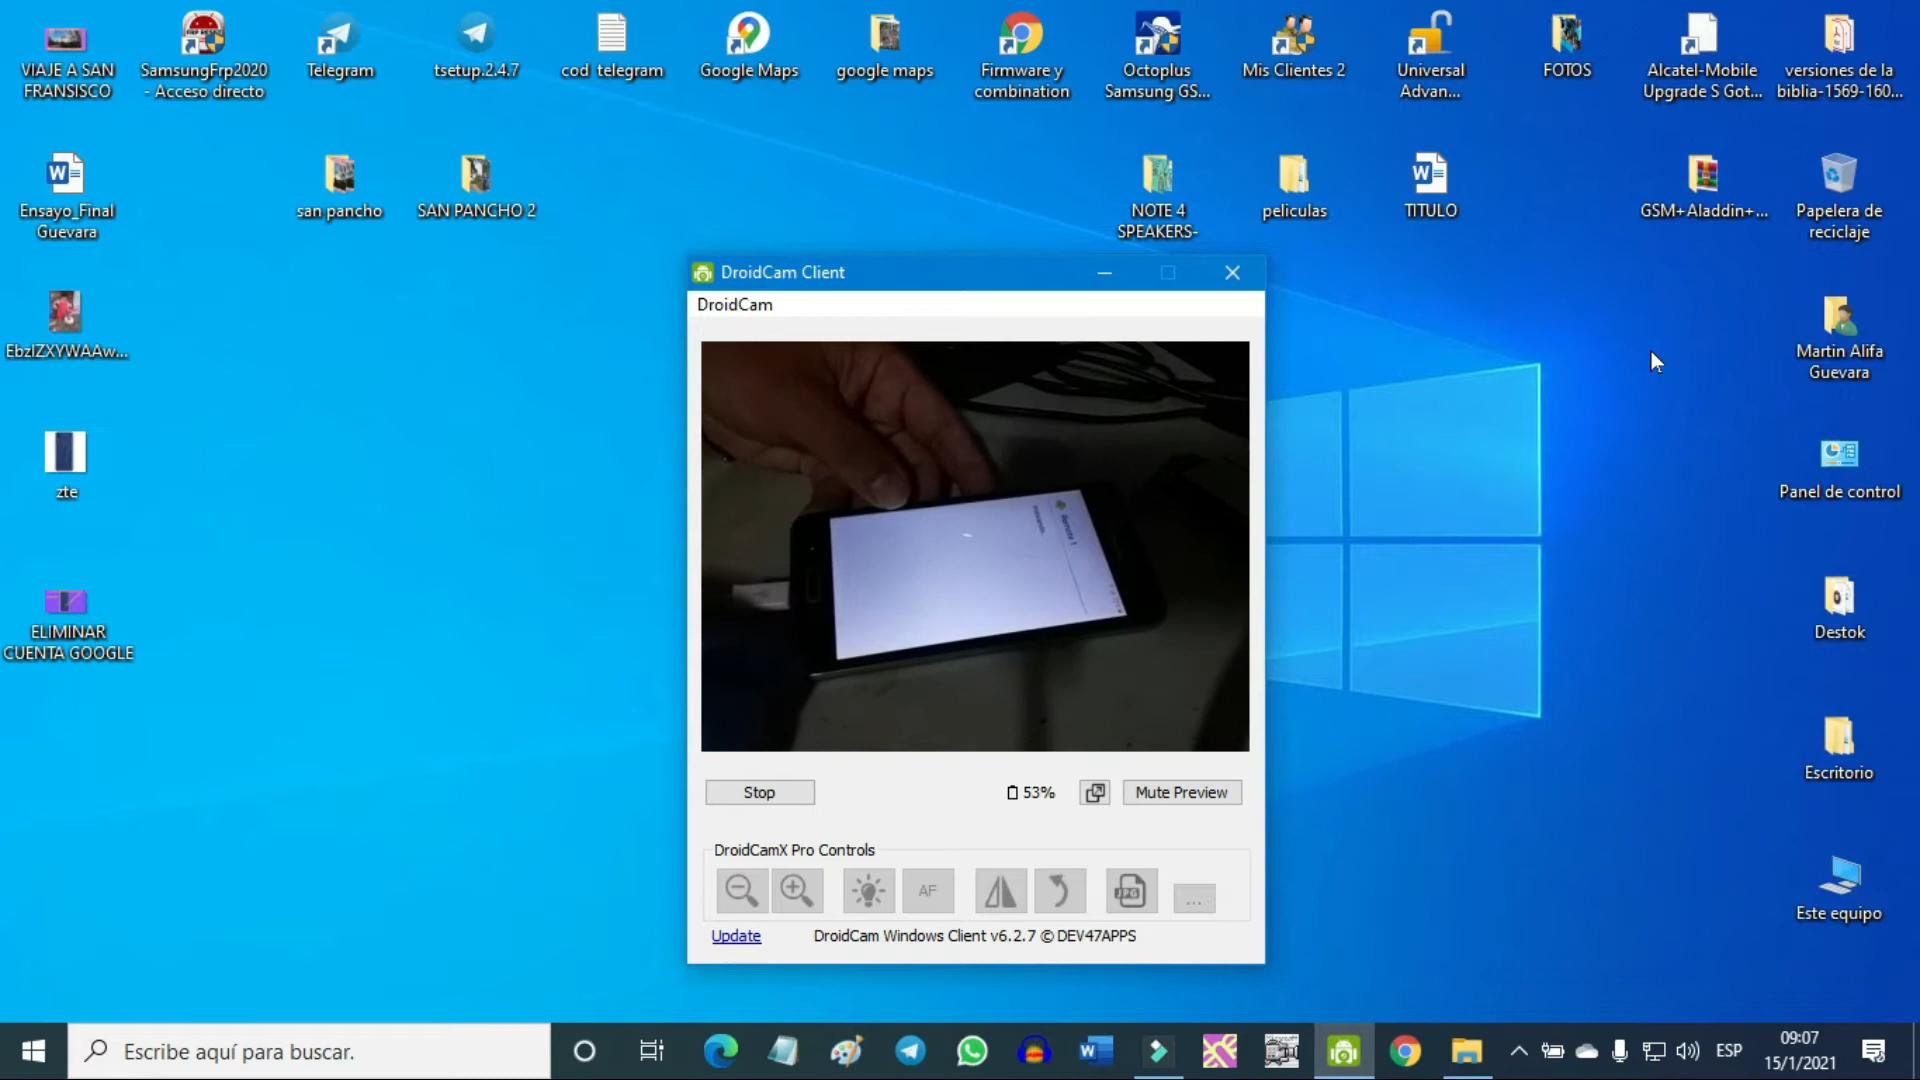 VIAJE A SAN
FRANSISCO
SamsungFrp2020
- Acceso directo
Telegram
tsetup.2.4.7
cod telegram
Google Maps
google maps
Firmware y
combination
Octoplus
Samsung GS...
Mis Clientes 2
Universal
Advan...
FOTOS
Alcatel-Mobile
Upgrade S Got...
versiones de la
biblia-1569-160...
Ensayo_Final
Guevara
san pancho
SAN PANCHO 2
NOTE 4
SPEAKERS-
peliculas
TITULO
GSM+Aladdin+...
Papelera de
reciclaje
EbzIZXYWAAw...
Martin Alifa
Guevara
zte
Panel de control
ELIMINAR
CUENTA GOOGLE
Destok
Escritorio
Este equipo
DroidCam Client
DroidCam
Remote 1
Instalando...
Stop
53%
Mute Preview
DroidCamX Pro Controls
AF
JPG
...
Update
DroidCam Windows Client v6.2.7 © DEV47APPS
Escribe aquí para buscar.
ESP
09:07
15/1/2021